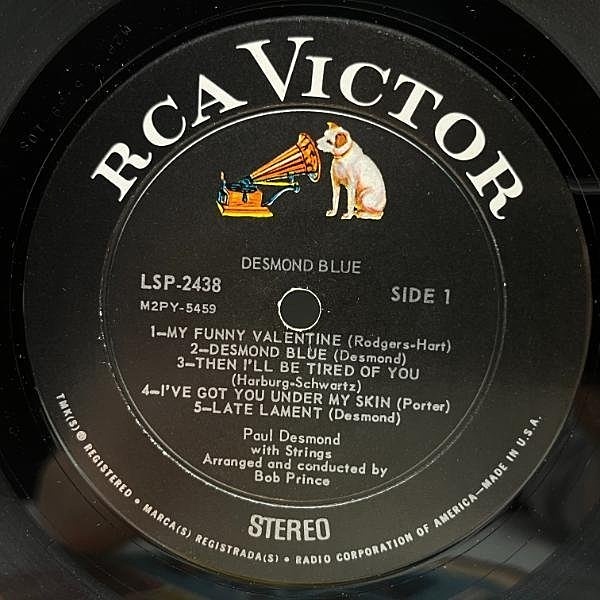 RCA VICTOR
DESMOND BLUE
LSP-2438
SIDE 1
M2PY-5459
1—MY FUNNY VALENTINE (Rodgers-Hart)
2—DESMOND BLUE (Desmond)
3—THEN I'LL BE TIRED OF YOU
(Harburg-Schwartz)
4—I'VE GOT YOU UNDER MY SKIN (Porter)
5—LATE LAMENT (Desmond)
Paul Desmond
with Strings
Arranged and conducted by
Bob Prince
STEREO
TMK(S) ® REGISTERED • MARCA(S) REGISTRADA(S) • RADIO CORPORATION OF AMERICA—MADE IN U.S.A.